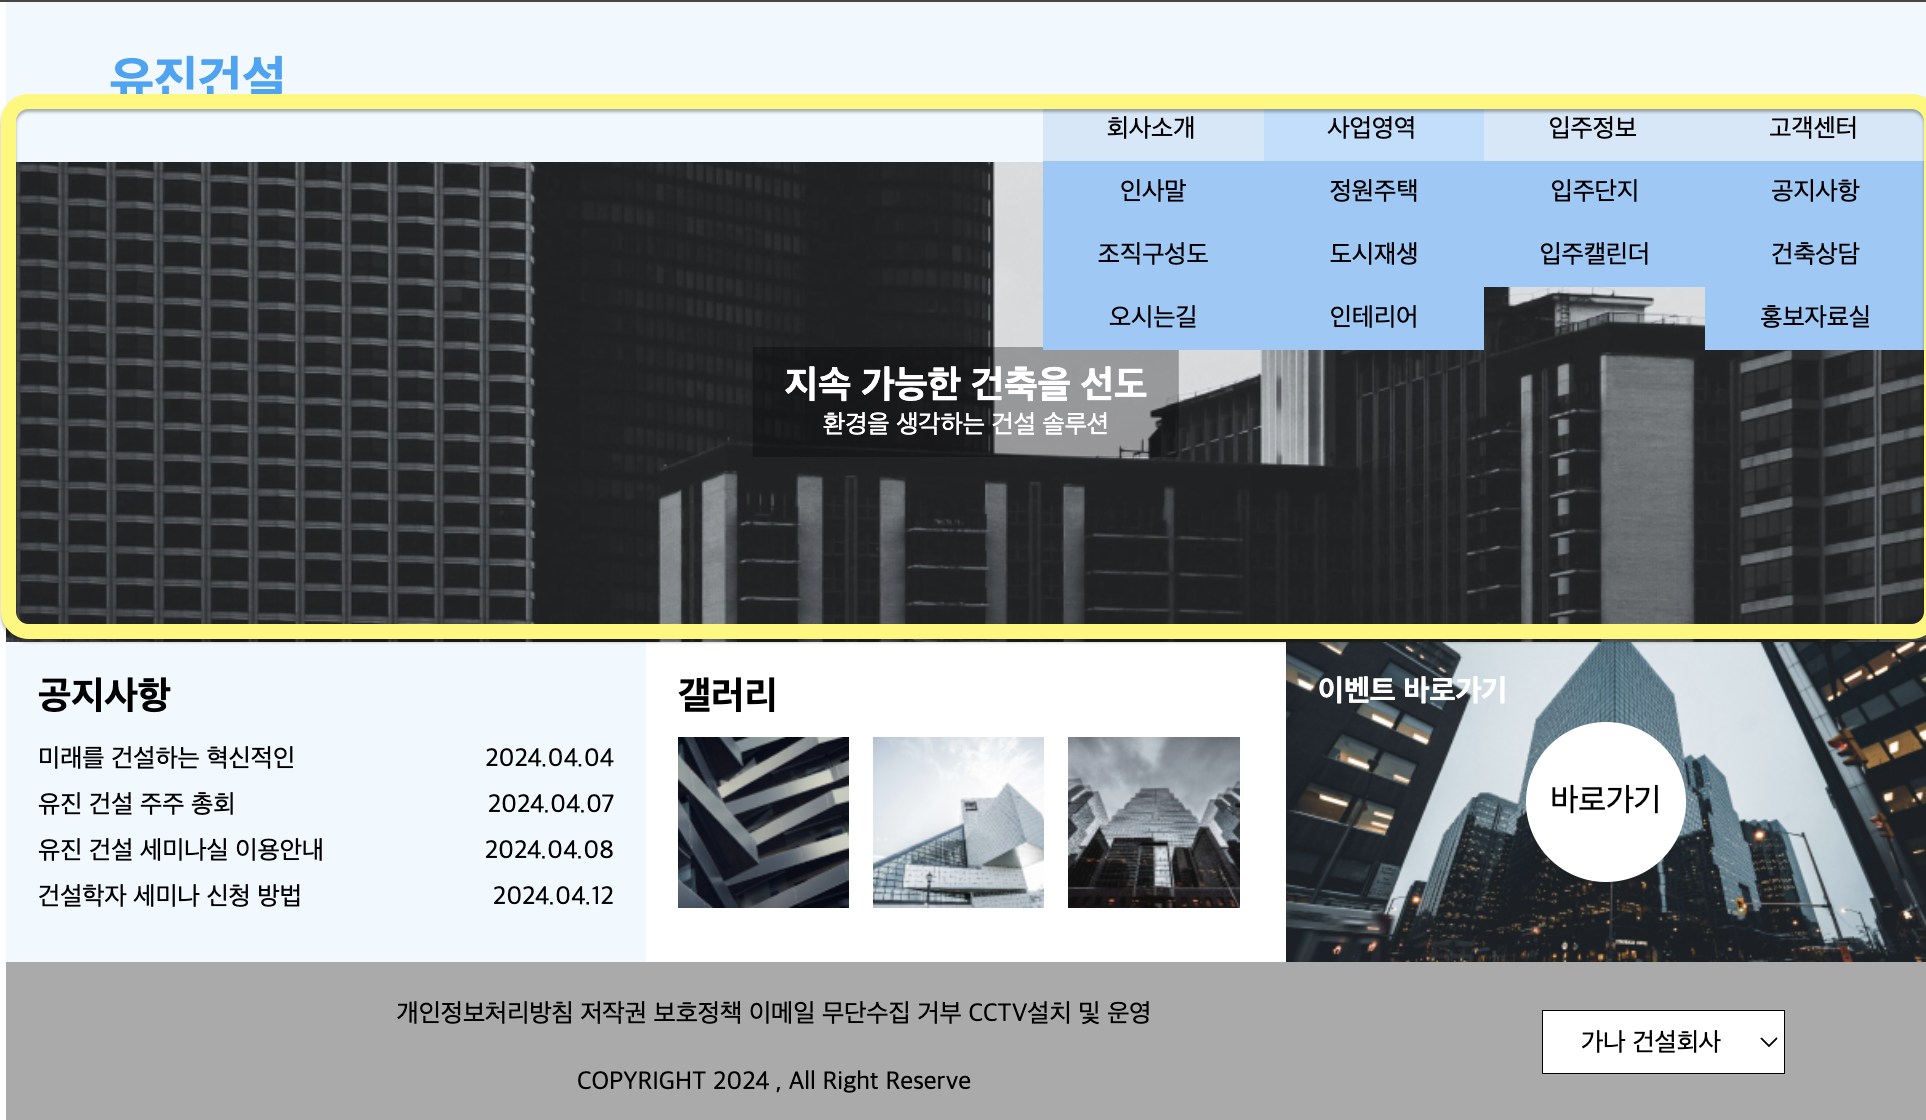 유진건설
회사소개 사업영역 입주정보 고객센터
인사말 정원주택 입주단지 공지사항
조직구성도 도시재생 입주캘린더 건축상담
오시는길 인테리어 홍보자료실
지속 가능한 건축을 선도
환경을 생각하는 건설 솔루션
공지사항
미래를 건설하는 혁신적인 2024.04.04
유진 건설 주주 총회 2024.04.07
유진 건설 세미나실 이용안내 2024.04.08
건설학자 세미나 신청 방법 2024.04.12
갤러리
이벤트 바로가기
바로가기
개인정보처리방침 저작권 보호정책 이메일 무단수집 거부 CCTV설치 및 운영
COPYRIGHT 2024 , All Right Reserve
가나 건설회사